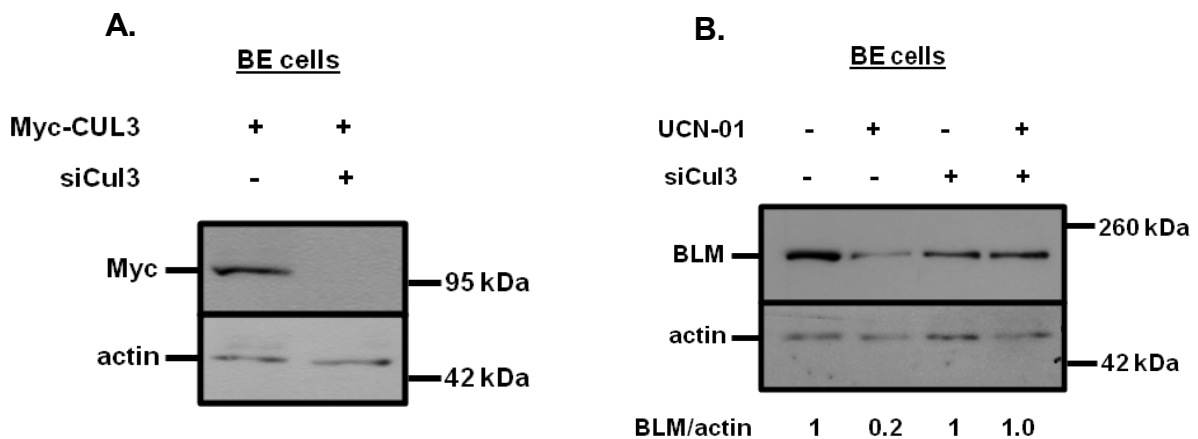 A.
BE cells
Myc-CUL3 + +
siCul3 - +
Myc
95 kDa
actin
42 kDa
B.
BE cells
UCN-01 - + - +
siCul3 - - + +
260 kDa
BLM
actin
42 kDa
BLM/actin 1 0.2 1 1.0